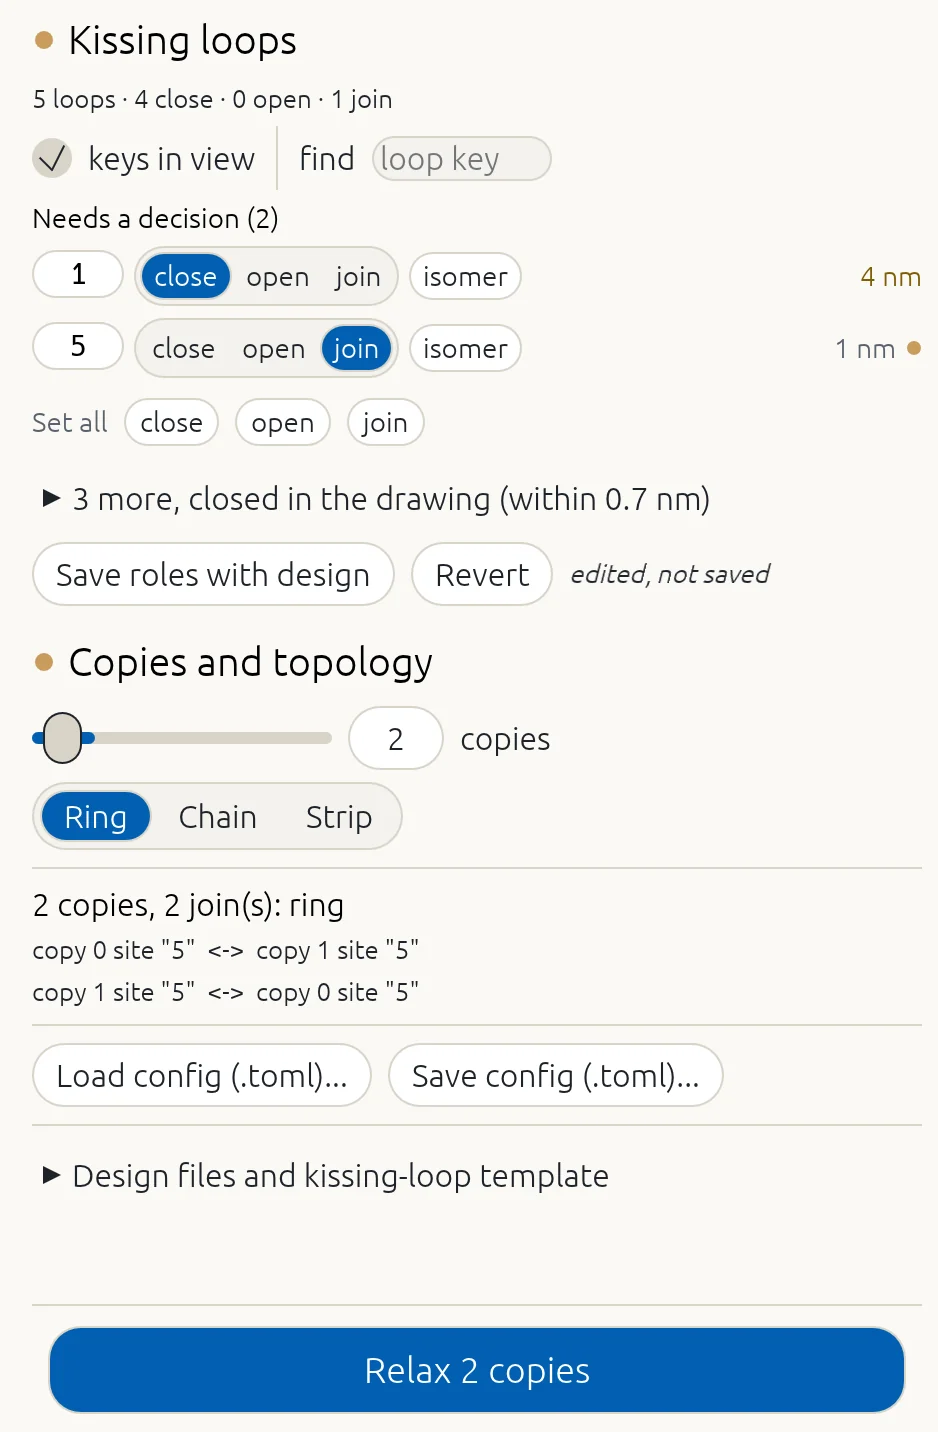 Kissing loops
5 loops · 4 close · 0 open · 1 join
keys in view find loop key
Needs a decision (2)
1 close open join isomer 4 nm
5 close open join isomer 1 nm
Set all close open join
3 more, closed in the drawing (within 0.7 nm)
Save roles with design Revert edited, not saved
Copies and topology
2 copies
Ring Chain Strip
2 copies, 2 join(s): ring
copy 0 site "5" <-> copy 1 site "5"
copy 1 site "5" <-> copy 0 site "5"
Load config (.toml)... Save config (.toml)...
Design files and kissing-loop template
Relax 2 copies